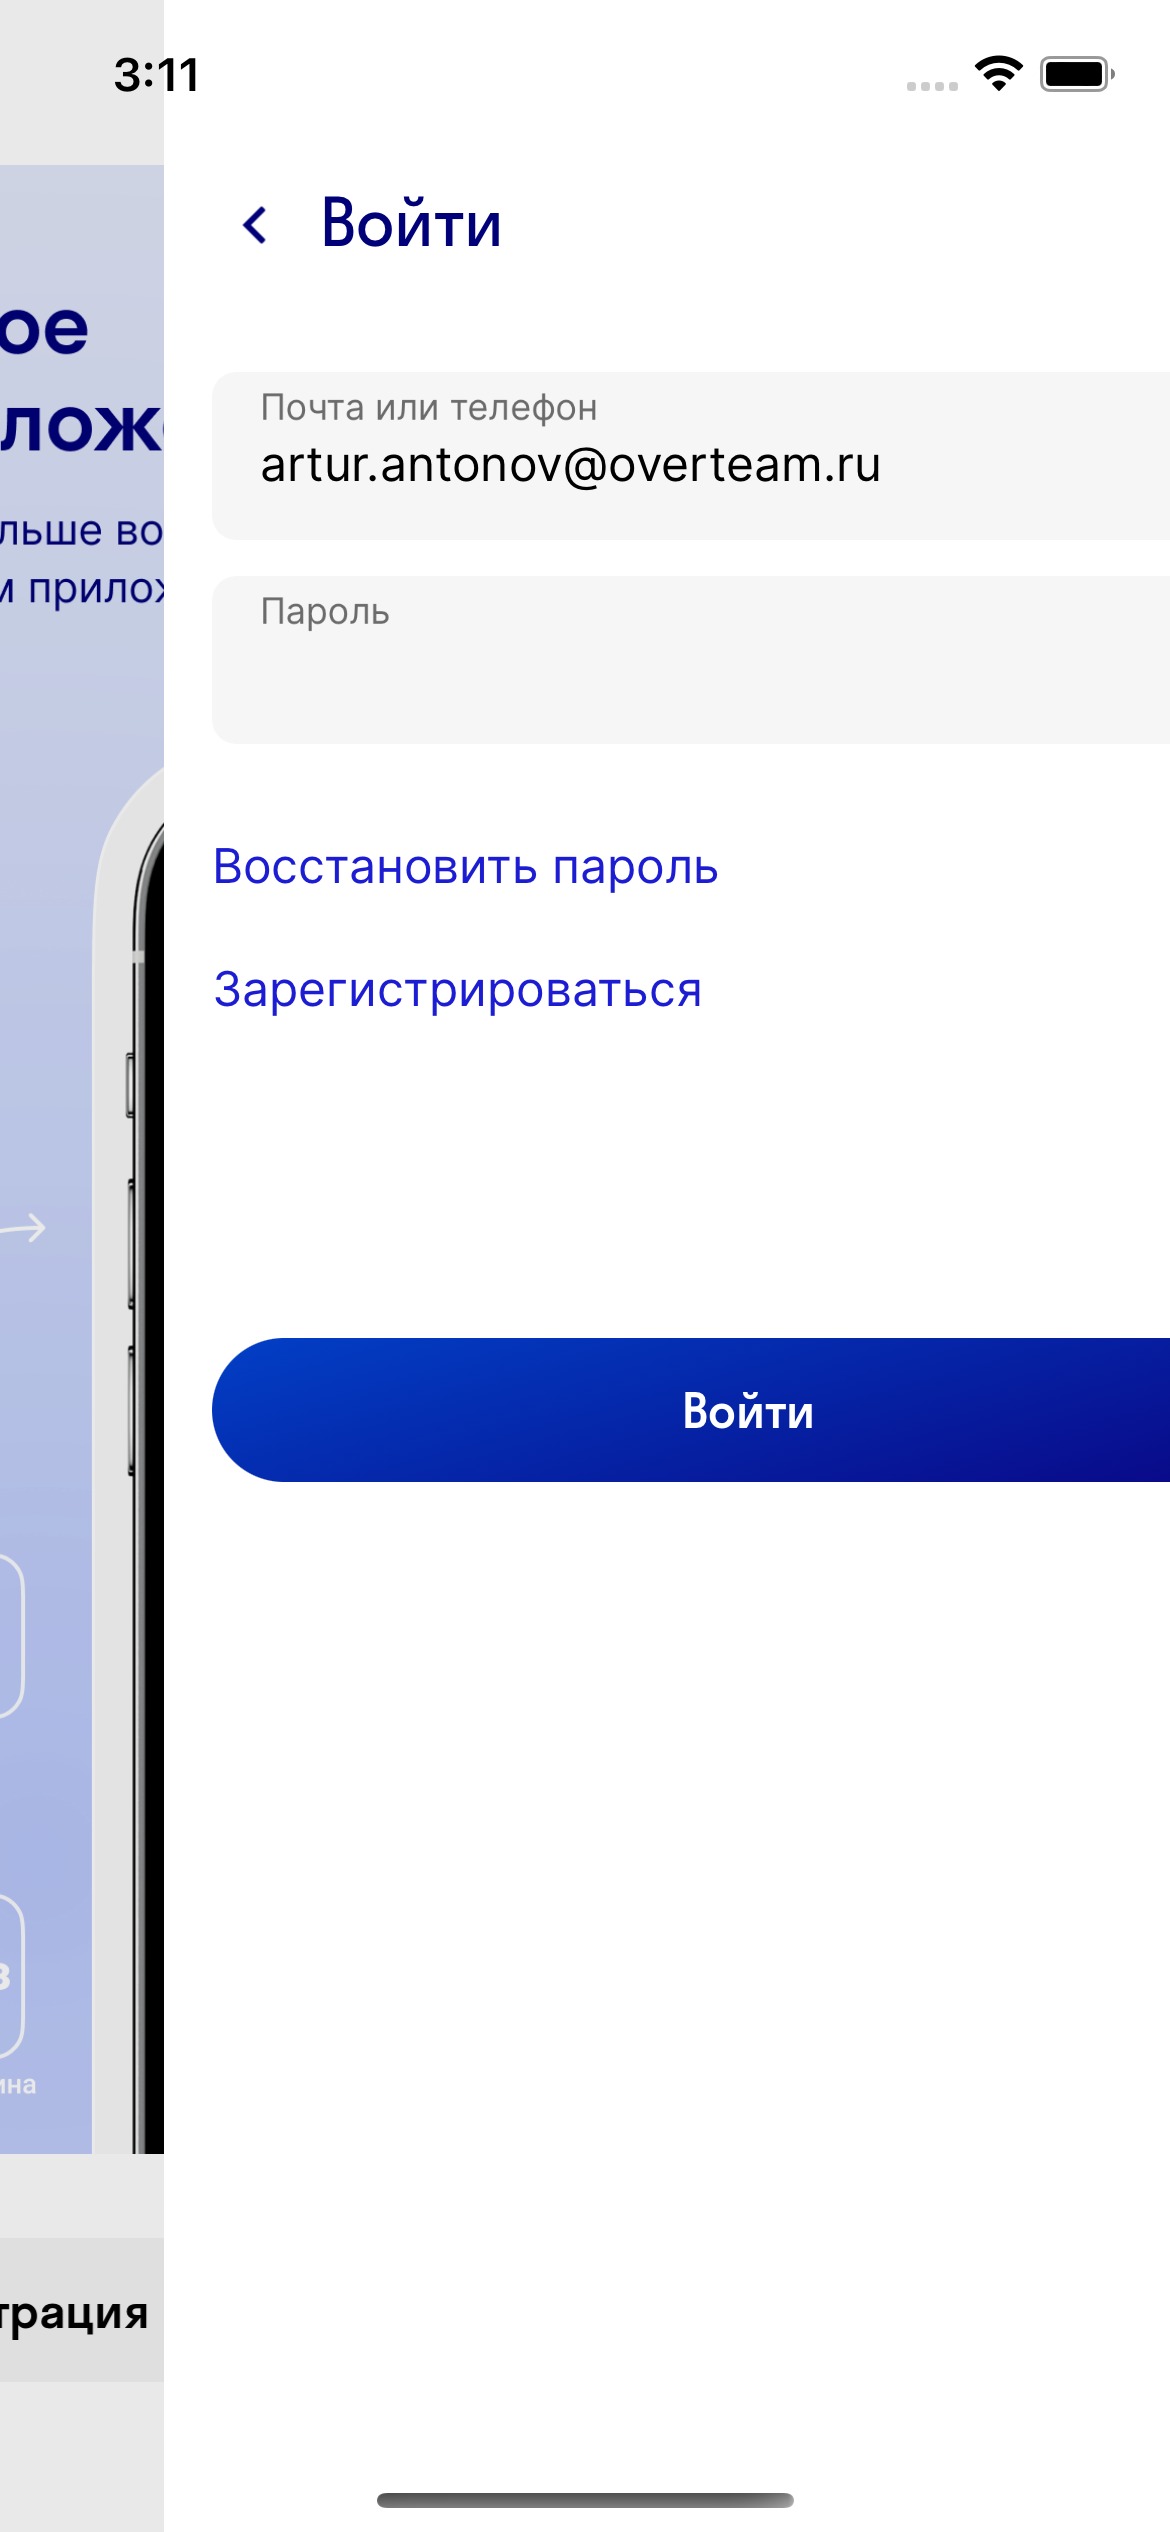 3:11
Войти
ое
лож
льше во
м прилож
Почта или телефон
artur.antonov@overteam.ru
Пароль
Восстановить пароль
Зарегистрироваться
Войти
в
ина
трация